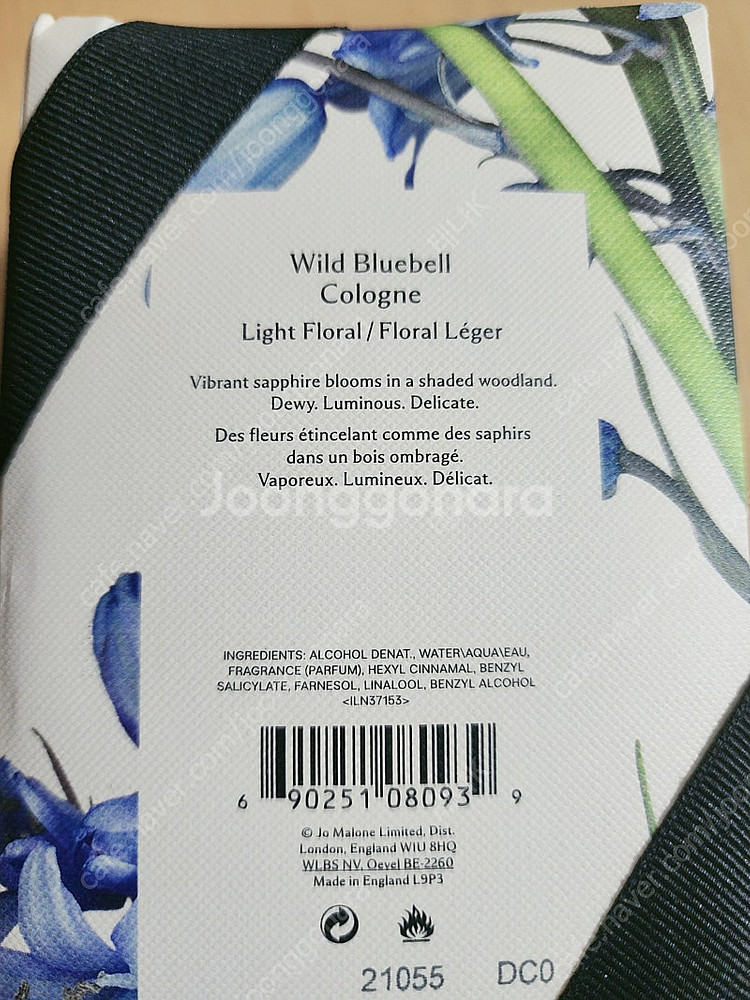 Wild Bluebell
Cologne
Light Floral / Floral Léger
Vibrant sapphire blooms in a shaded woodland.
Dewy. Luminous. Delicate.
Des fleurs étincelant comme des saphirs
dans un bois ombragé.
Vaporeux. Lumineux. Délicat.
Joonggonara
INGREDIENTS: ALCOHOL DENAT., WATER\AQUA\EAU,
FRAGRANCE (PARFUM), HEXYL CINNAMAL, BENZYL
SALICYLATE, FARNESOL, LINALOOL, BENZYL ALCOHOL
<ILN37153>
6 90251 08093 9
© Jo Malone Limited, Dist.
London, England W1U 8HQ
WLBS NV, Oevel BE-2260
Made in England L9P3
21055 DC0